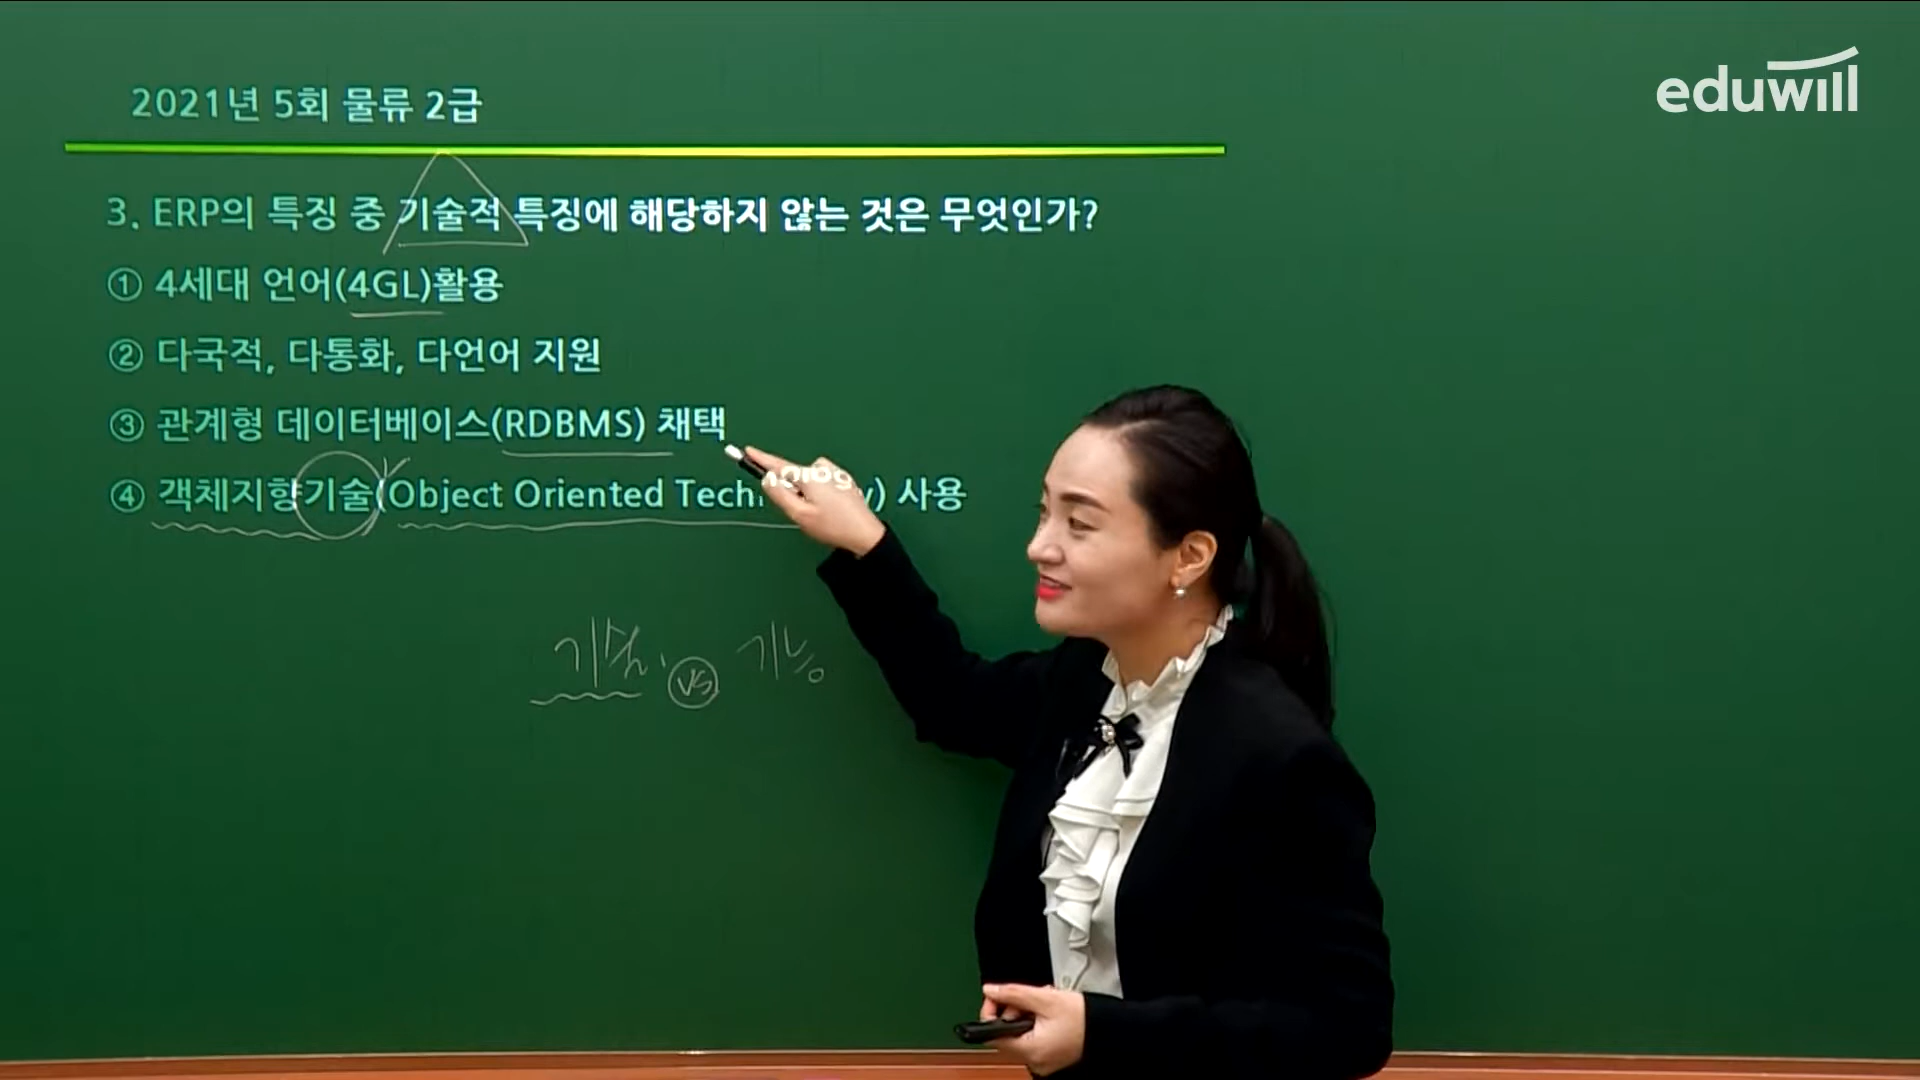 eduwill
2021년 5회 물류 2급
3. ERP의 특징 중 기술적 특징에 해당하지 않는 것은 무엇인가?
① 4세대 언어(4GL)활용
② 다국적, 다통화, 다언어 지원
③ 관계형 데이터베이스(RDBMS) 채택
④ 객체지향기술(Object Oriented Technology) 사용
기술. vs 기능